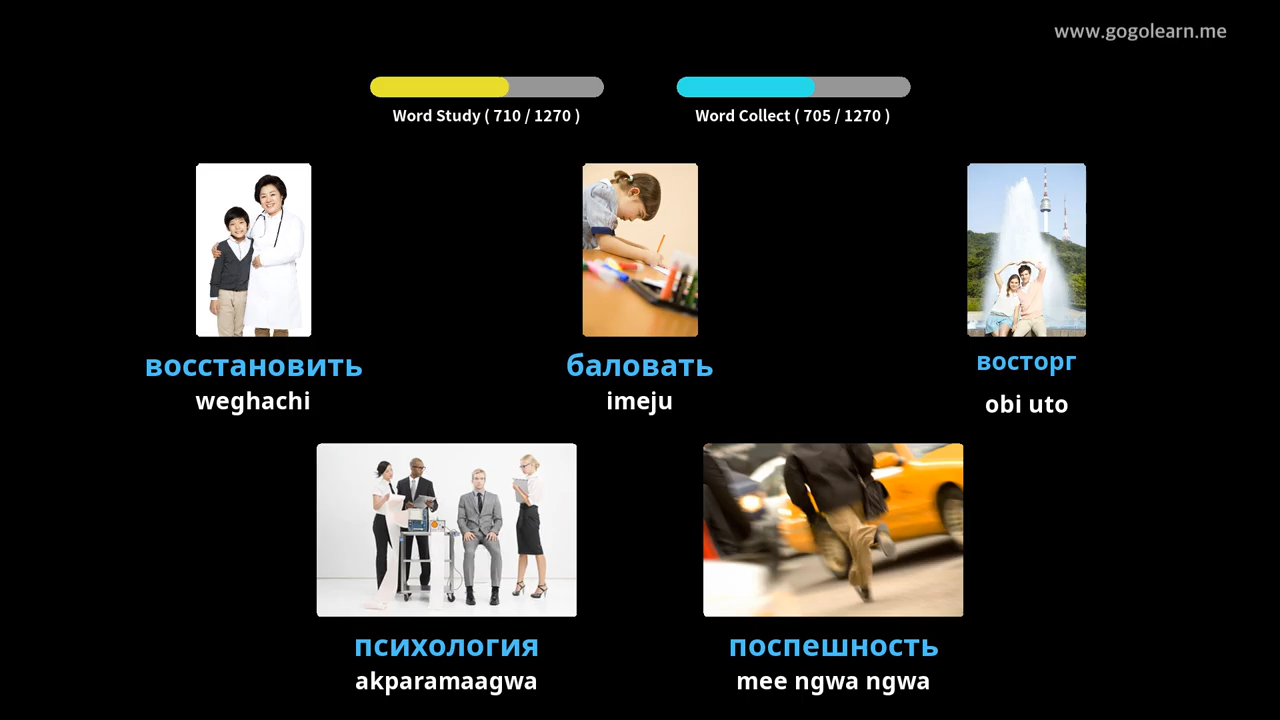 www.gogolearn.me
Word Study ( 710 / 1270 )
Word Collect ( 705 / 1270 )
восстановить
weghachi
баловать
imeju
восторг
obi uto
психология
akparamaagwa
поспешность
mee ngwa ngwa